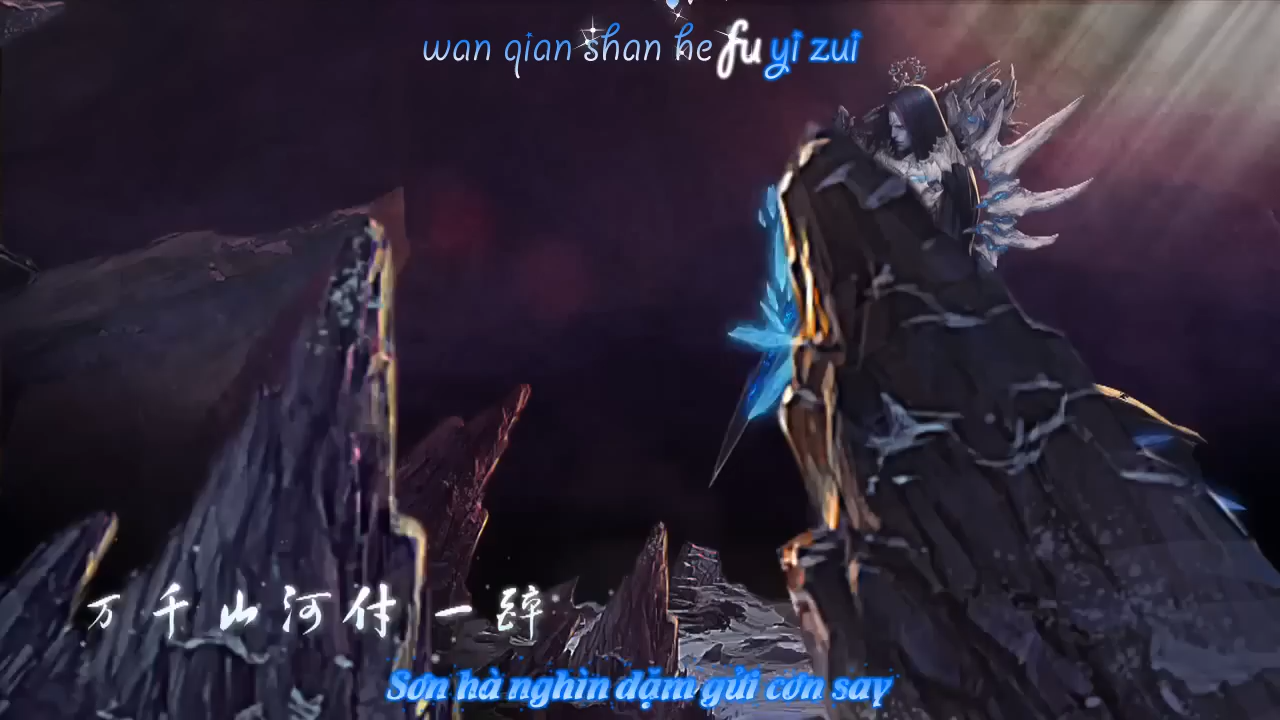 wan qian shan he fu yi zui
万千山河付一醉
Sơn hà nghìn dặm gửi cơn say